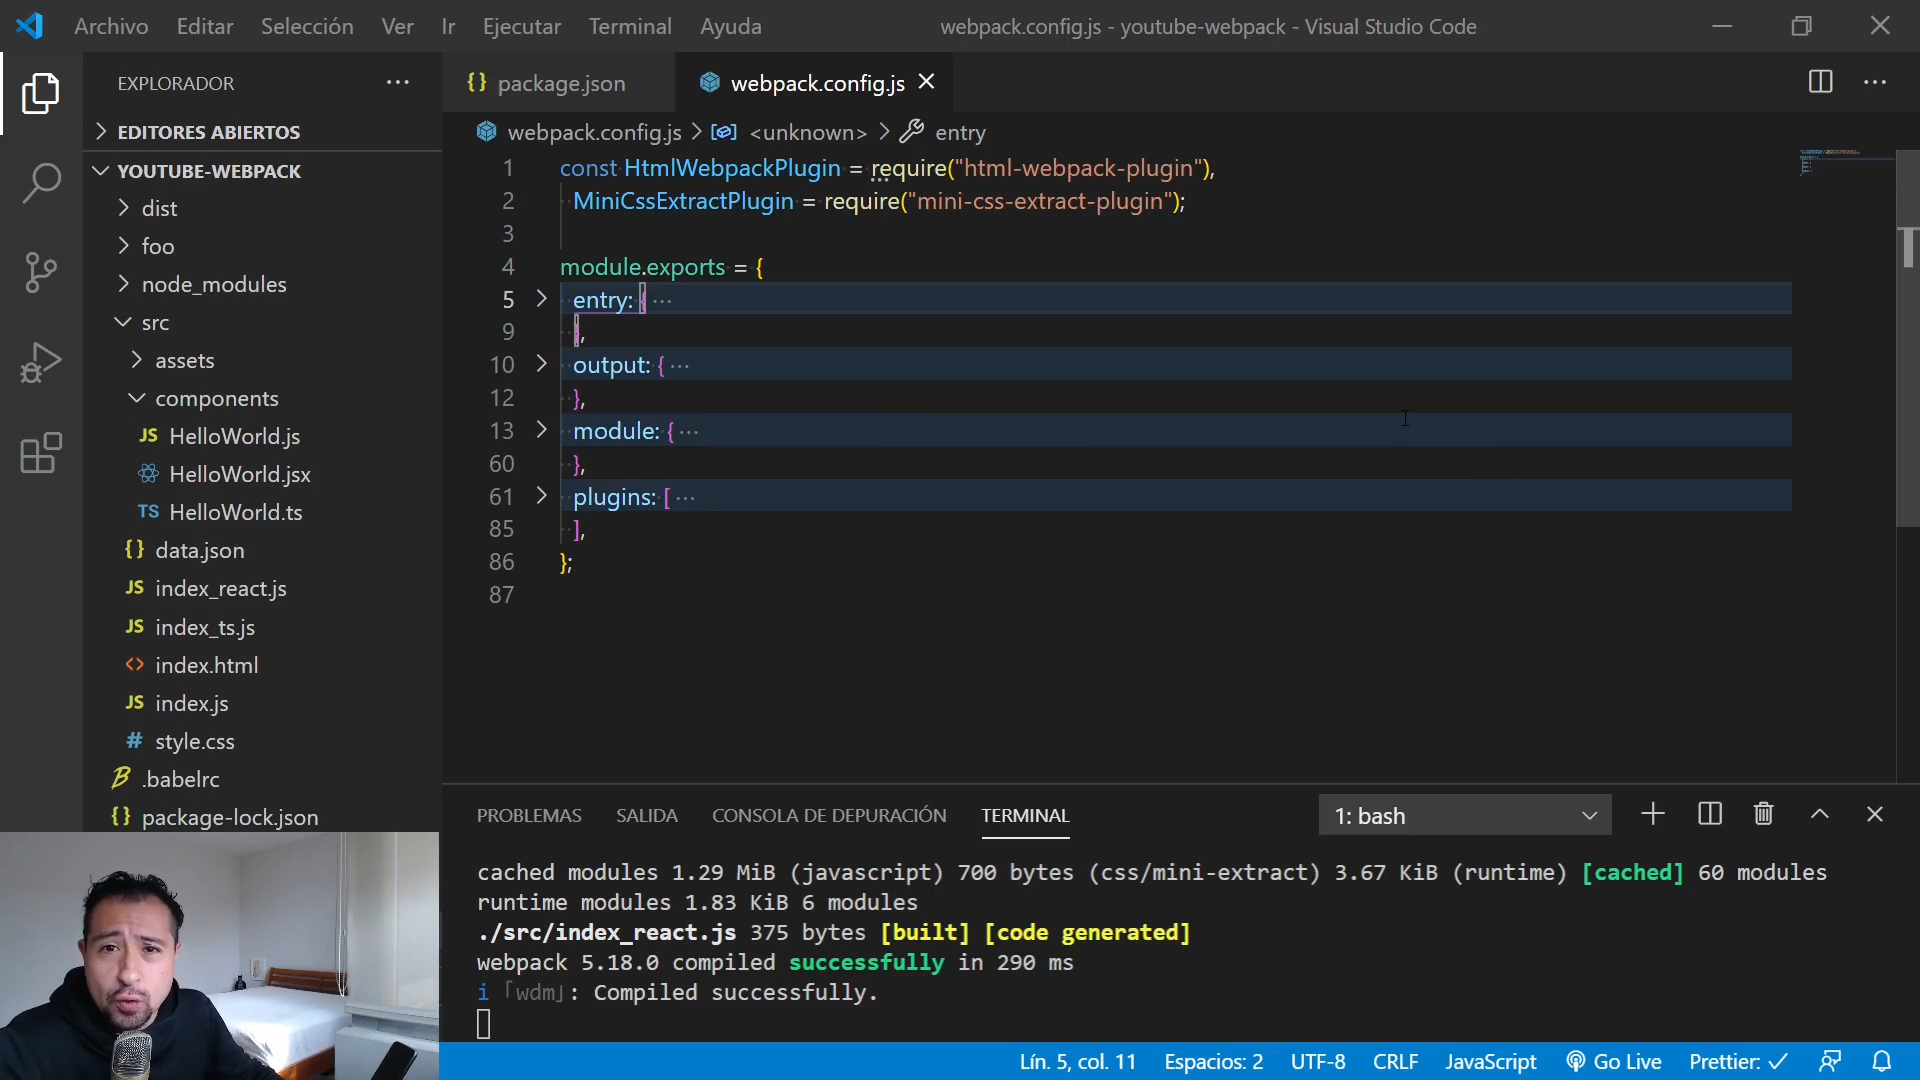 Archivo Editar Selección Ver Ir Ejecutar Terminal Ayuda webpack.config.js - youtube-webpack - Visual Studio Code
EXPLORADOR ···
EDITORES ABIERTOS
YOUTUBE-WEBPACK
dist
foo
node_modules
src
assets
components
JS HelloWorld.js
HelloWorld.jsx
TS HelloWorld.ts
{} data.json
JS index_react.js
JS index_ts.js
<> index.html
JS index.js
# style.css
.babelrc
{} package-lock.json
{} package.json
webpack.config.js
webpack.config.js > <unknown> > entry
1 const HtmlWebpackPlugin = require("html-webpack-plugin"),
2 MiniCssExtractPlugin = require("mini-css-extract-plugin");
3
4 module.exports = {
5 entry: { ···
9 },
10 output: { ···
12 },
13 module: { ···
60 },
61 plugins: [ ···
85 ],
86 };
87
PROBLEMAS SALIDA CONSOLA DE DEPURACIÓN TERMINAL 1: bash
cached modules 1.29 MiB (javascript) 700 bytes (css/mini-extract) 3.67 KiB (runtime) [cached] 60 modules
runtime modules 1.83 KiB 6 modules
./src/index_react.js 375 bytes [built] [code generated]
webpack 5.18.0 compiled successfully in 290 ms
i ｢wdm｣: Compiled successfully.
Lín. 5, col. 11 Espacios: 2 UTF-8 CRLF JavaScript Go Live Prettier: ✓